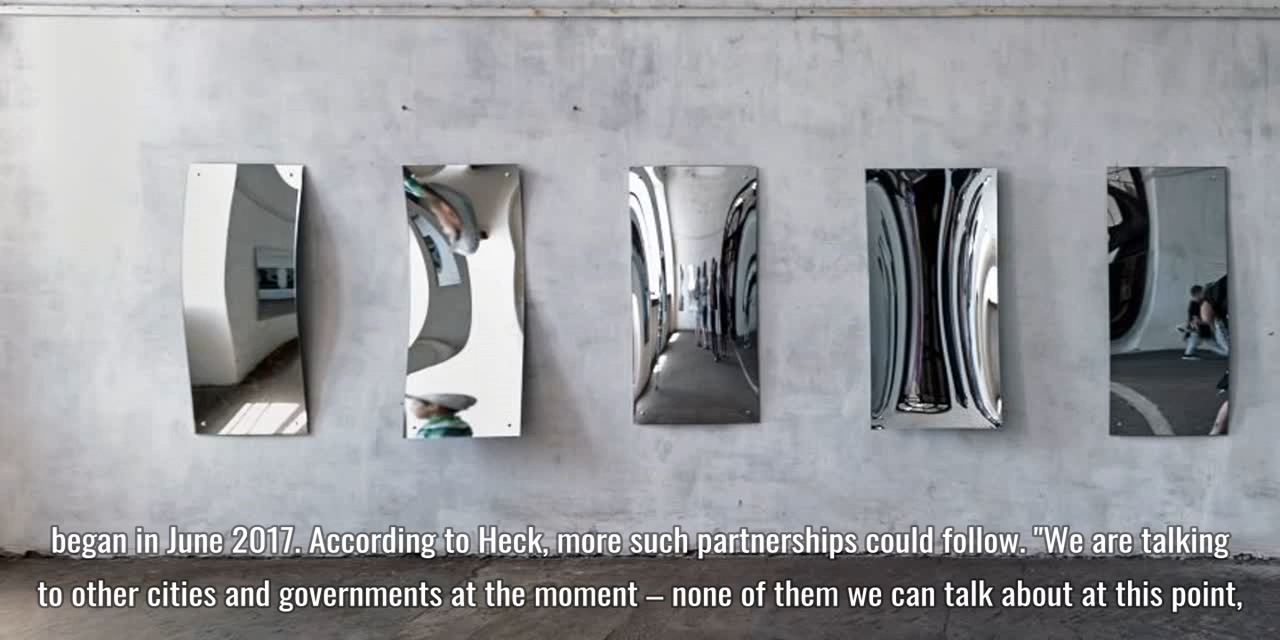 began in June 2017. According to Heck, more such partnerships could follow. "We are talking
to other cities and governments at the moment – none of them we can talk about at this point,